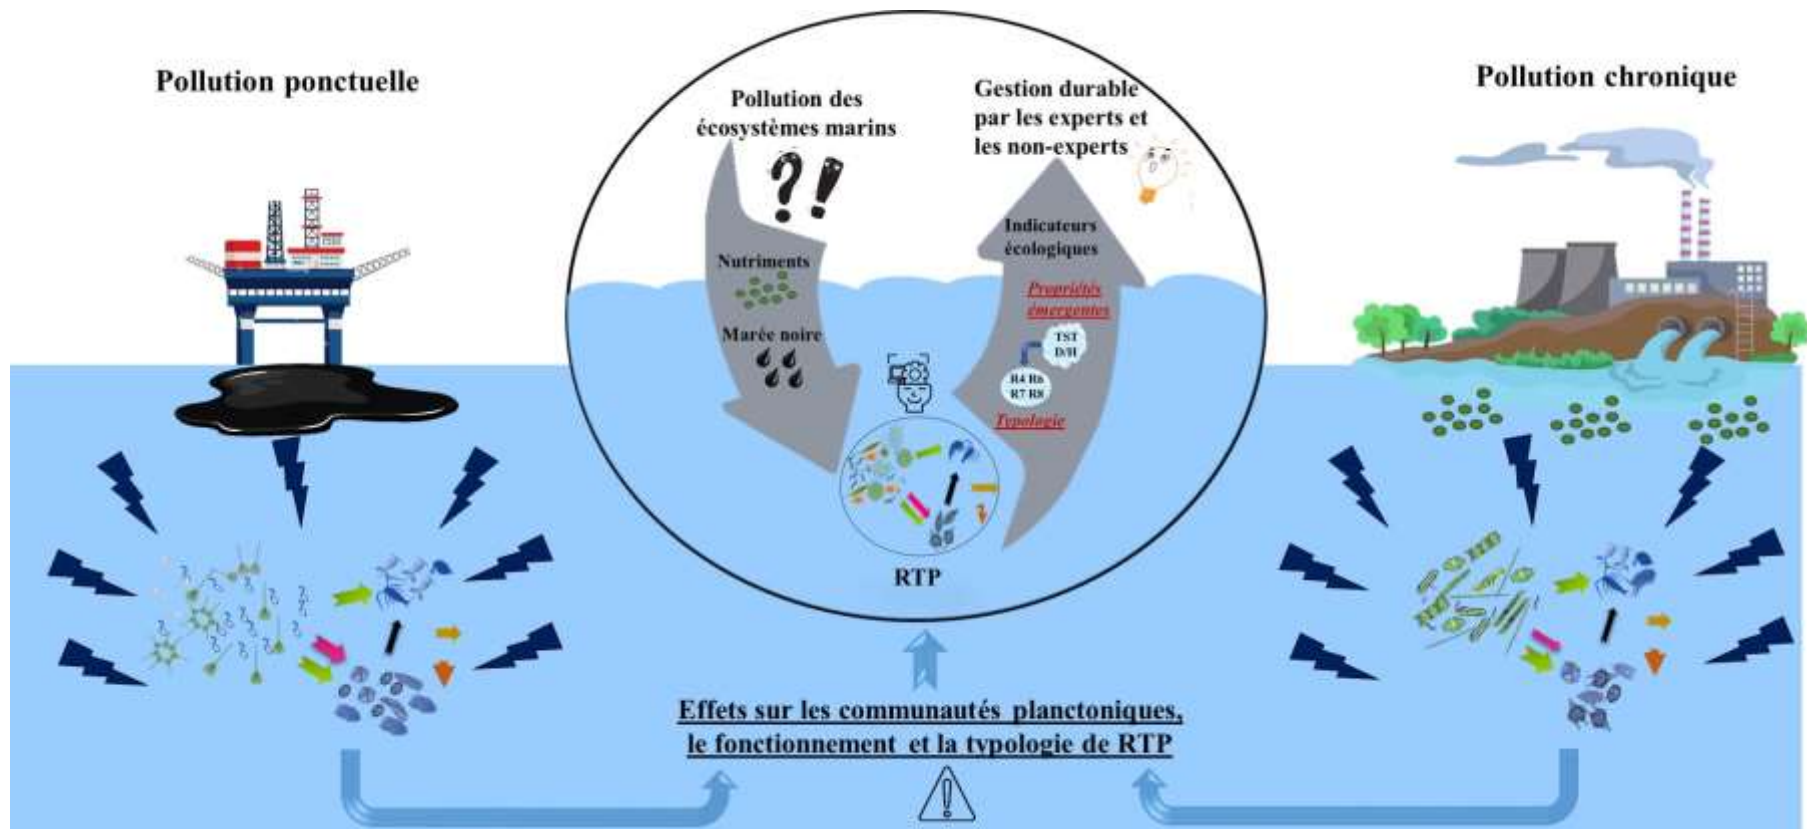 Pollution ponctuelle
Pollution des
écosystèmes marins
Gestion durable
par les experts et
les non-experts
Pollution chronique
Nutriments
Marée noire
Indicateurs
écologiques
Propriétés
émergentes
TST
D/H
R4 R6
R7 R8
Typologie
RTP
Effets sur les communautés planctoniques,
le fonctionnement et la typologie de RTP